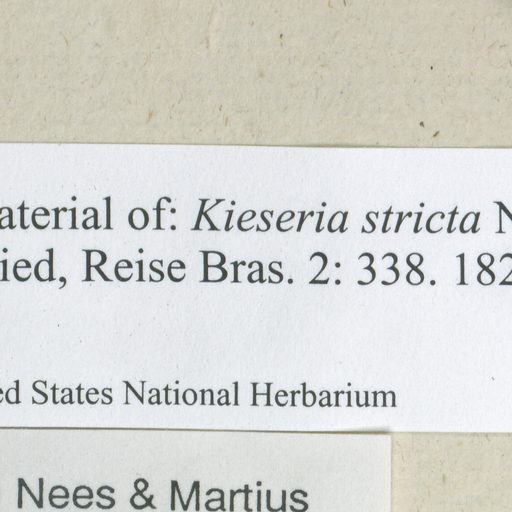 aterial of: Kieseria stricta N
ied, Reise Bras. 2: 338. 182
ed States National Herbarium
Nees & Martius